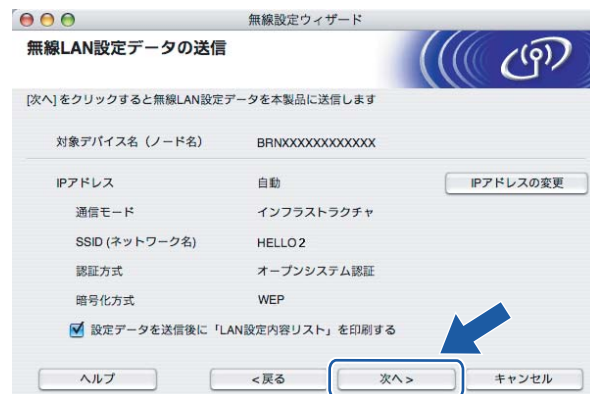 無線設定ウィザード
無線LAN設定データの送信
[次へ] をクリックすると無線LAN設定データを本製品に送信します
対象デバイス名（ノード名） BRNXXXXXXXXXXXX
IPアドレス 自動 IPアドレスの変更
通信モード インフラストラクチャ
SSID (ネットワーク名) HELLO2
認証方式 オープンシステム認証
暗号化方式 WEP
設定データを送信後に「LAN設定内容リスト」を印刷する
ヘルプ <戻る 次へ> キャンセル